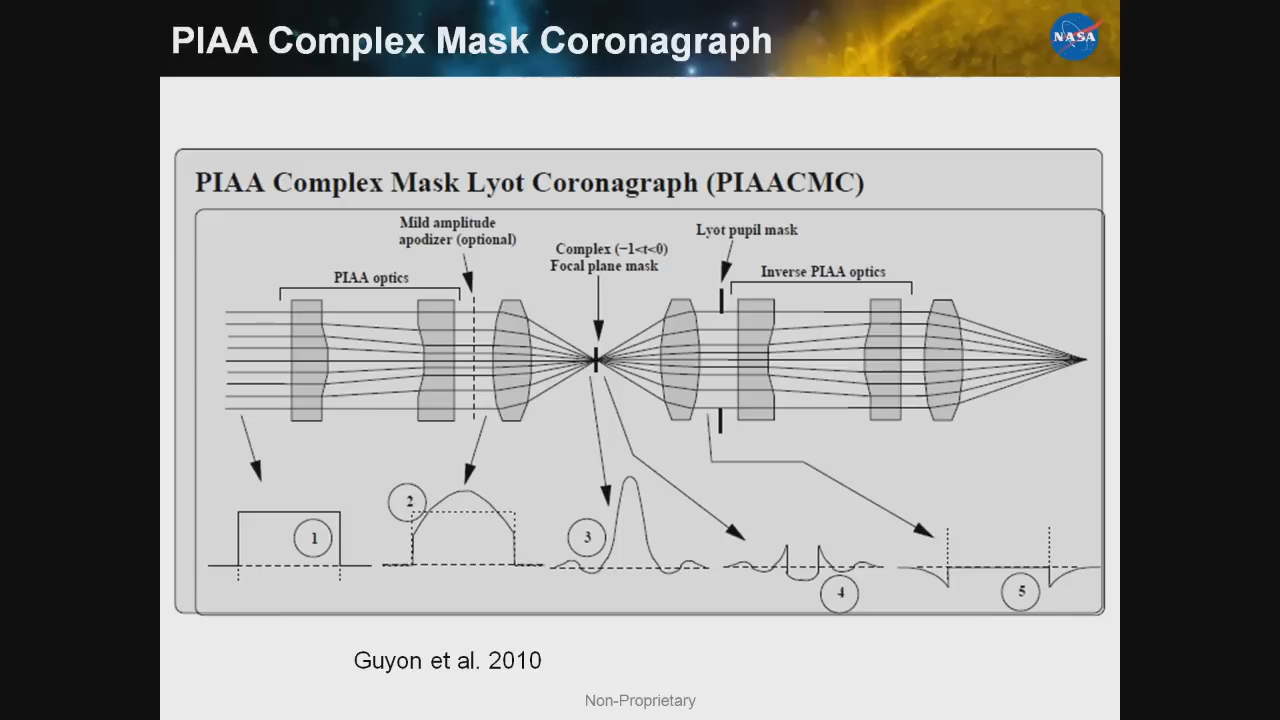 PIAA Complex Mask Coronagraph
NASA
PIAA Complex Mask Lyot Coronagraph (PIAACMC)
Mild amplitude
apodizer (optional)
Complex (−1<t<0)
Focal plane mask
Lyot pupil mask
PIAA optics
Inverse PIAA optics
1
2
3
4
5
Guyon et al. 2010
Non-Proprietary